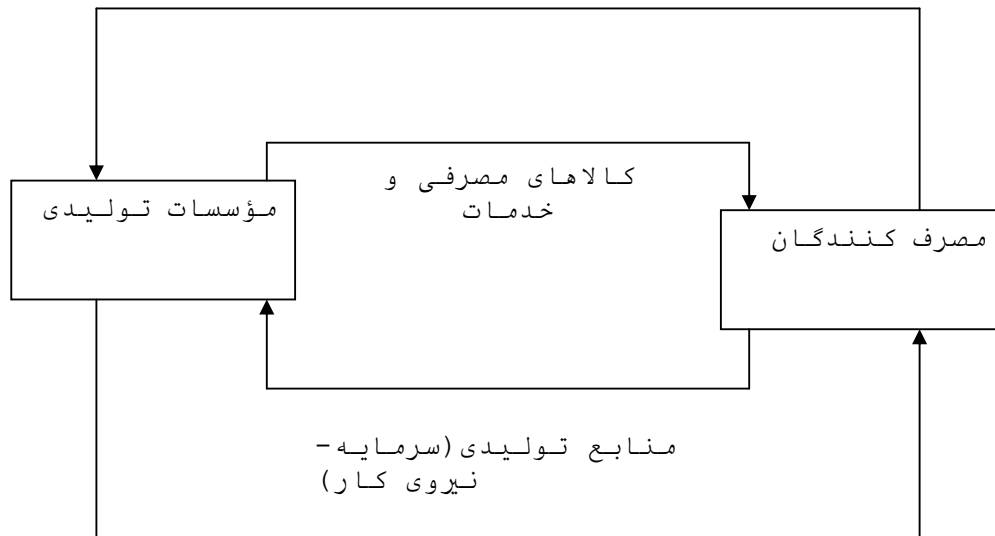 کالاهای مصرفی و
خدمات
مؤسسات تولیدی
مصرف کنندگان
منابع تولیدی(سرمایه-
نیروی کار)